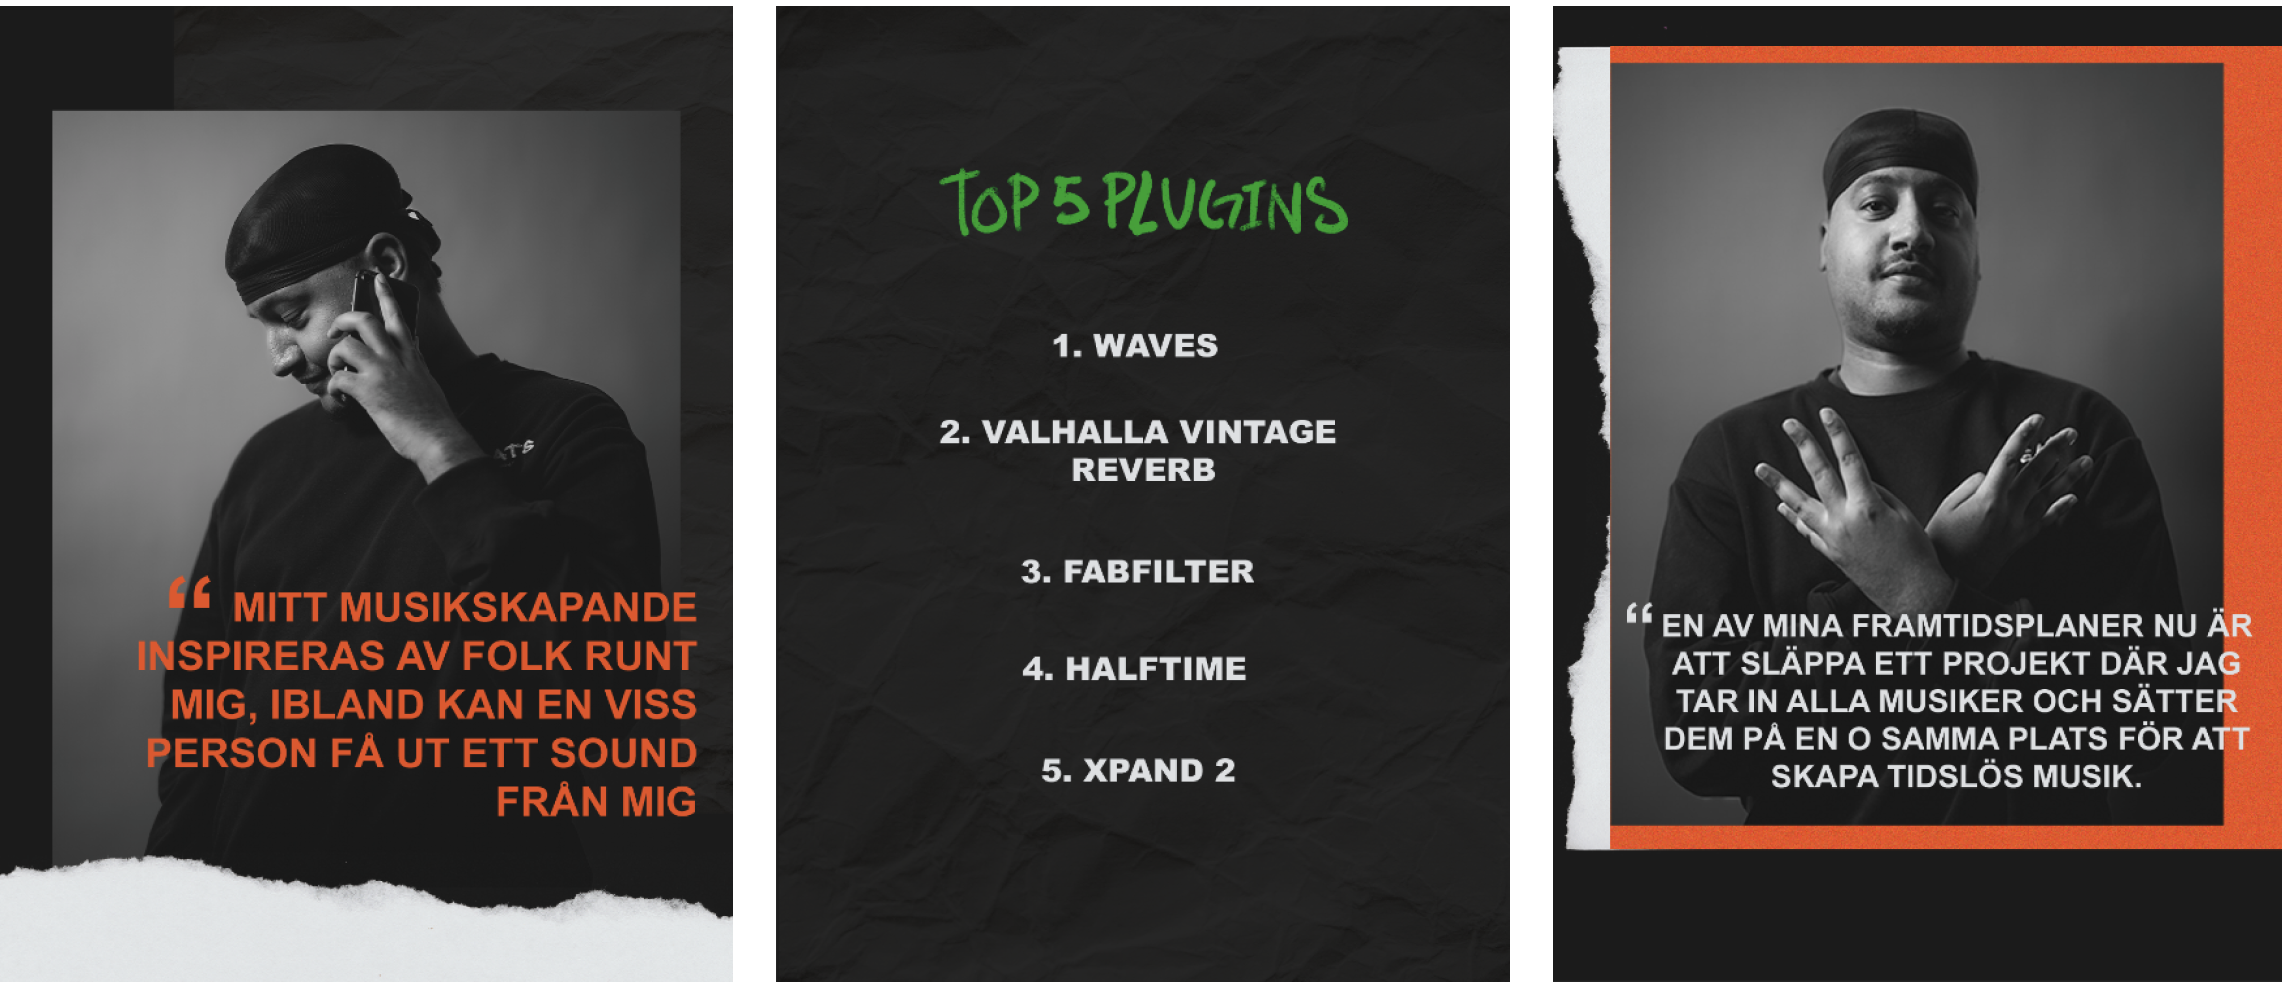 “ MITT MUSIKSKAPANDE
INSPIRERAS AV FOLK RUNT
MIG, IBLAND KAN EN VISS
PERSON FÅ UT ETT SOUND
FRÅN MIG
TOP 5 PLUGINS
1. WAVES
2. VALHALLA VINTAGE
REVERB
3. FABFILTER
4. HALFTIME
5. XPAND 2
“ EN AV MINA FRAMTIDSPLANER NU ÄR
ATT SLÄPPA ETT PROJEKT DÄR JAG
TAR IN ALLA MUSIKER OCH SÄTTER
DEM PÅ EN O SAMMA PLATS FÖR ATT
SKAPA TIDSLÖS MUSIK.